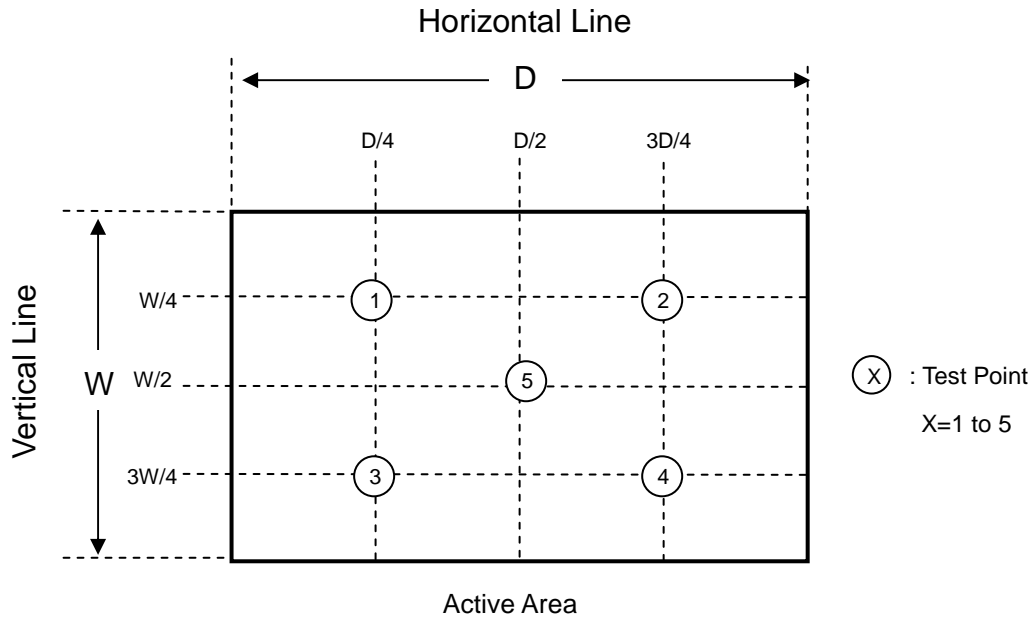 Horizontal Line
D
D/4
D/2
3D/4
Vertical Line
W
W/4
1
2
W/2
5
X : Test Point
X=1 to 5
3W/4
3
4
Active Area